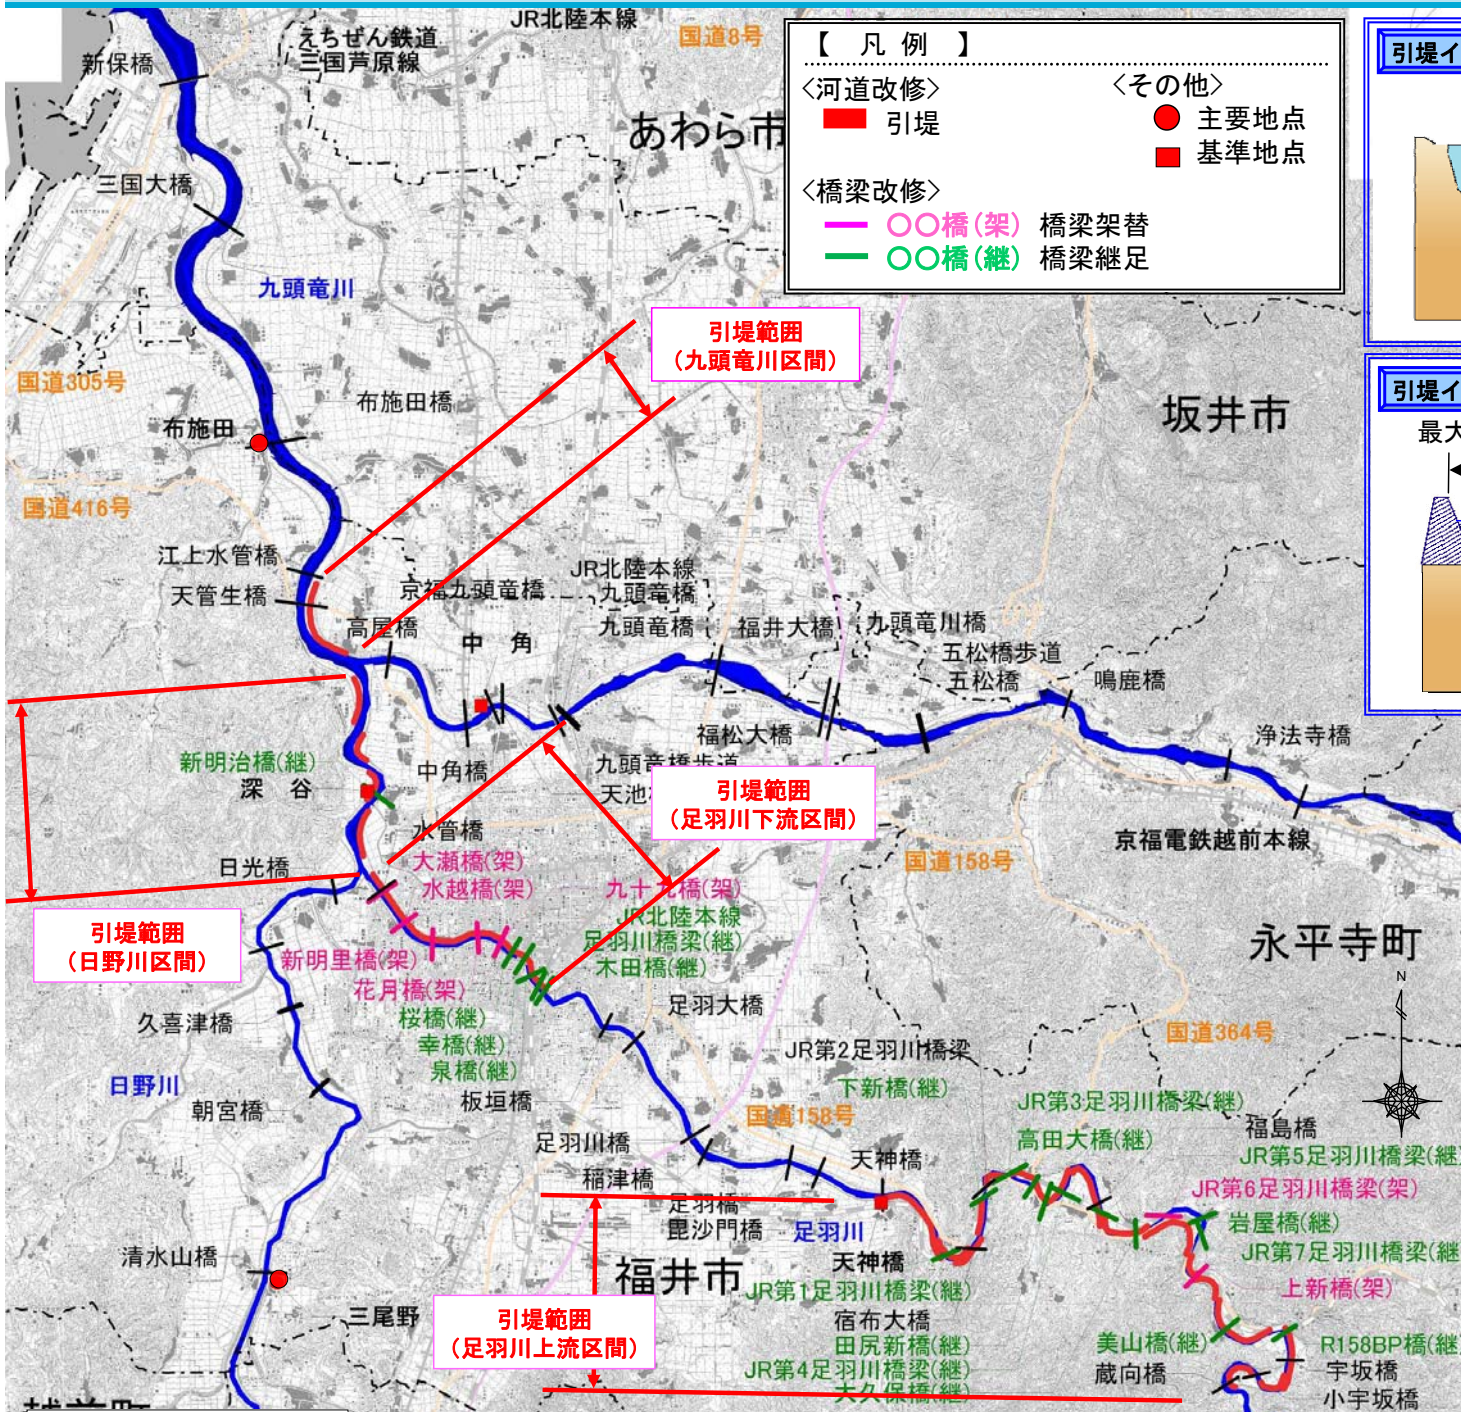 JR北陸本線
えちぜん鉄道
三国芦原線
国道8号
新保橋
あわら市
三国大橋
九頭竜川
【 凡 例 】
<河道改修>
引堤
<その他>
主要地点
基準地点
<橋梁改修>
〇〇橋(架) 橋梁架替
〇〇橋(継) 橋梁継足
引堤イ
引堤範囲
(九頭竜川区間)
国道305号
布施田橋
布施田
坂井市
引堤イ
最大
国道416号
江上水管橋
天菅生橋
京福九頭竜橋
JR北陸本線
九頭竜橋
高屋橋
中 角
九頭竜橋
福井大橋
九頭竜川橋
五松橋歩道
五松橋
鳴鹿橋
福松大橋
浄法寺橋
新明治橋(継)
深 谷
中角橋
九頭竜橋歩道
天池
引堤範囲
(足羽川下流区間)
水管橋
京福電鉄越前本線
国道158号
日光橋
大瀬橋(架)
水越橋(架)
九十九橋(架)
JR北陸本線
足羽川橋梁(継)
木田橋(継)
引堤範囲
(日野川区間)
新明里橋(架)
花月橋(架)
桜橋(継)
幸橋(継)
泉橋(継)
永平寺町
N
足羽大橋
久喜津橋
国道364号
JR第2足羽川橋梁
下新橋(継)
日野川
朝宮橋
板垣橋
国道158号
JR第3足羽川橋梁(継)
高田大橋(継)
福島橋
JR第5足羽川橋梁(継
足羽川橋
稲津橋
天神橋
JR第6足羽川橋梁(架)
足羽橋
毘沙門橋
足羽川
岩屋橋(継)
JR第7足羽川橋梁(継
清水山橋
福井市
天神橋
JR第1足羽川橋梁(継)
上新橋(架)
三尾野
引堤範囲
(足羽川上流区間)
宿布大橋
田尻新橋(継)
JR第4足羽川橋梁(継)
大久保橋(継)
美山橋(継)
蔵向橋
R158BP橋(継
宇坂橋
小宇坂橋
越前町